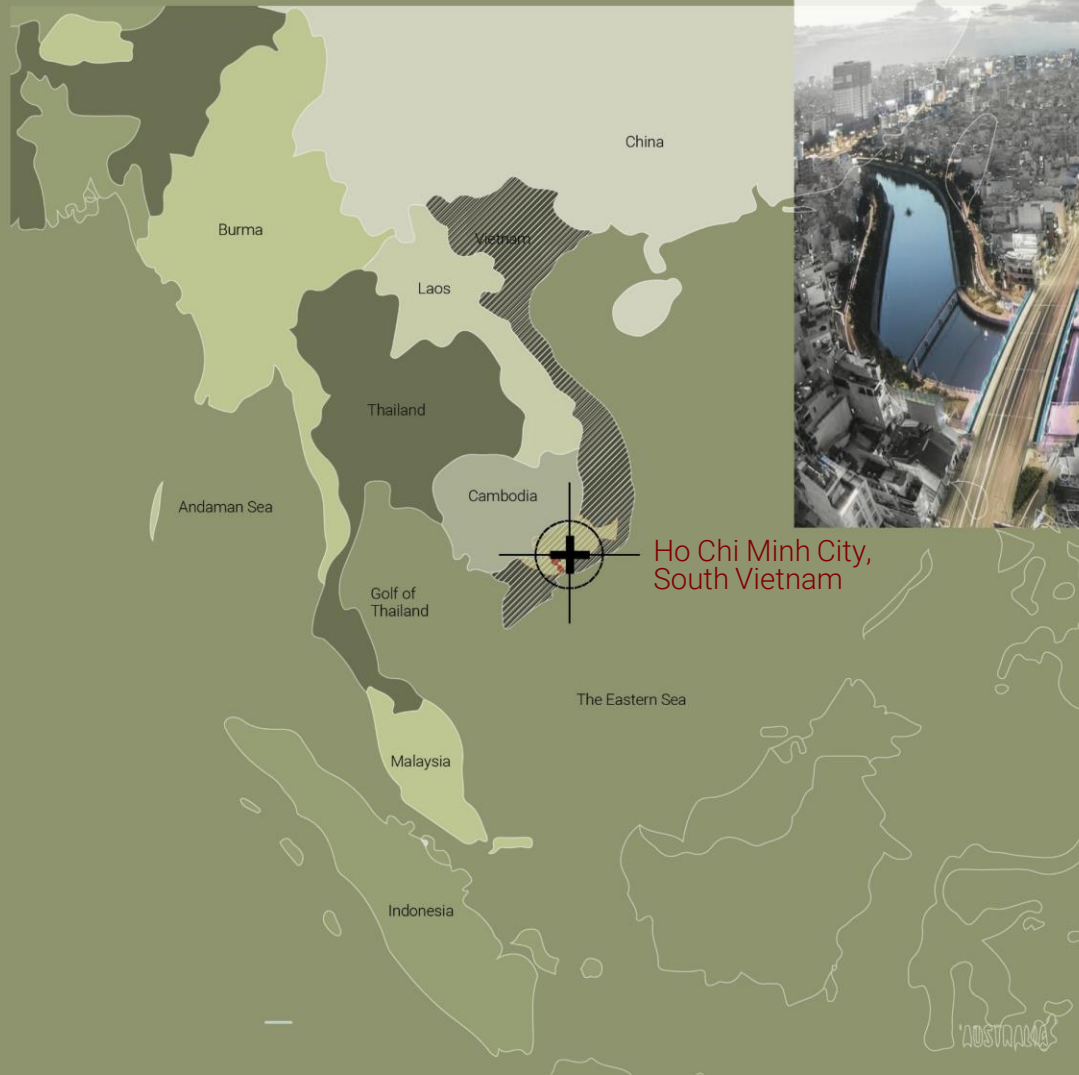 China
Burma
Vietnam
Laos
Thailand
Cambodia
Andaman Sea
Ho Chi Minh City,
South Vietnam
Golf of
Thailand
The Eastern Sea
Malaysia
Indonesia
AUSTRALIA